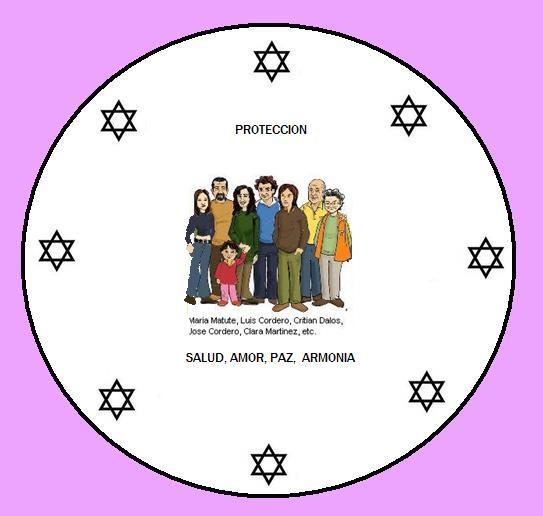 PROTECCION
Maria Matute, Luis Cordero, Critian Dalos,
Jose Cordero, Clara Martinez, etc.
SALUD, AMOR, PAZ, ARMONIA